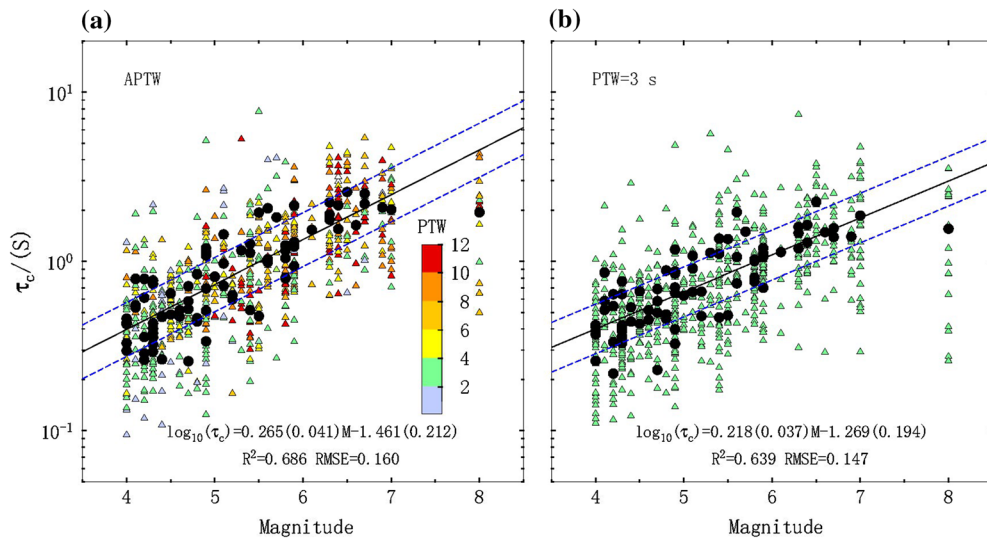 (a)
(b)
APTW
PTW=3 s
10¹
10⁰
10⁻¹
τc/(S)
PTW
12
10
8
6
4
2
log₁₀(τc)=0.265(0.041)M-1.461(0.212)
R²=0.686 RMSE=0.160
log₁₀(τc)=0.218(0.037)M-1.269(0.194)
R²=0.639 RMSE=0.147
4 5 6 7 8
4 5 6 7 8
Magnitude
Magnitude